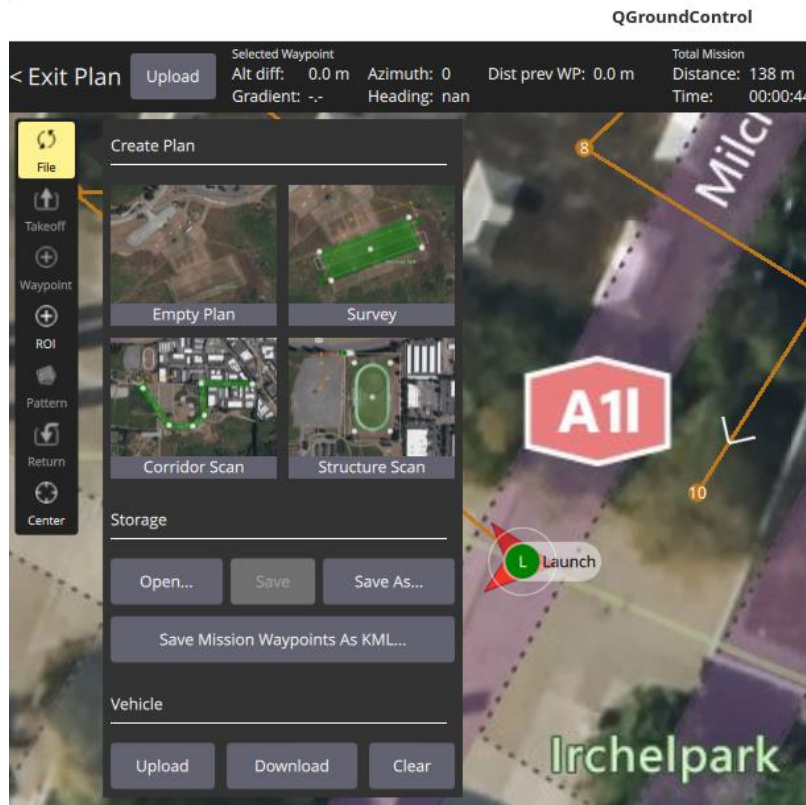 QGroundControl
< Exit Plan
Upload
Selected Waypoint
Alt diff: 0.0 m Azimuth: 0 Dist prev WP: 0.0 m
Gradient: -.- Heading: nan
Total Mission
Distance: 138 m
Time: 00:00:44
File
Takeoff
Waypoint
ROI
Pattern
Return
Center
Create Plan
Empty Plan
Survey
Corridor Scan
Structure Scan
Storage
Open...
Save
Save As...
Save Mission Waypoints As KML...
Vehicle
Upload
Download
Clear
8
Milc
A1l
10
L Launch
Irchelpark